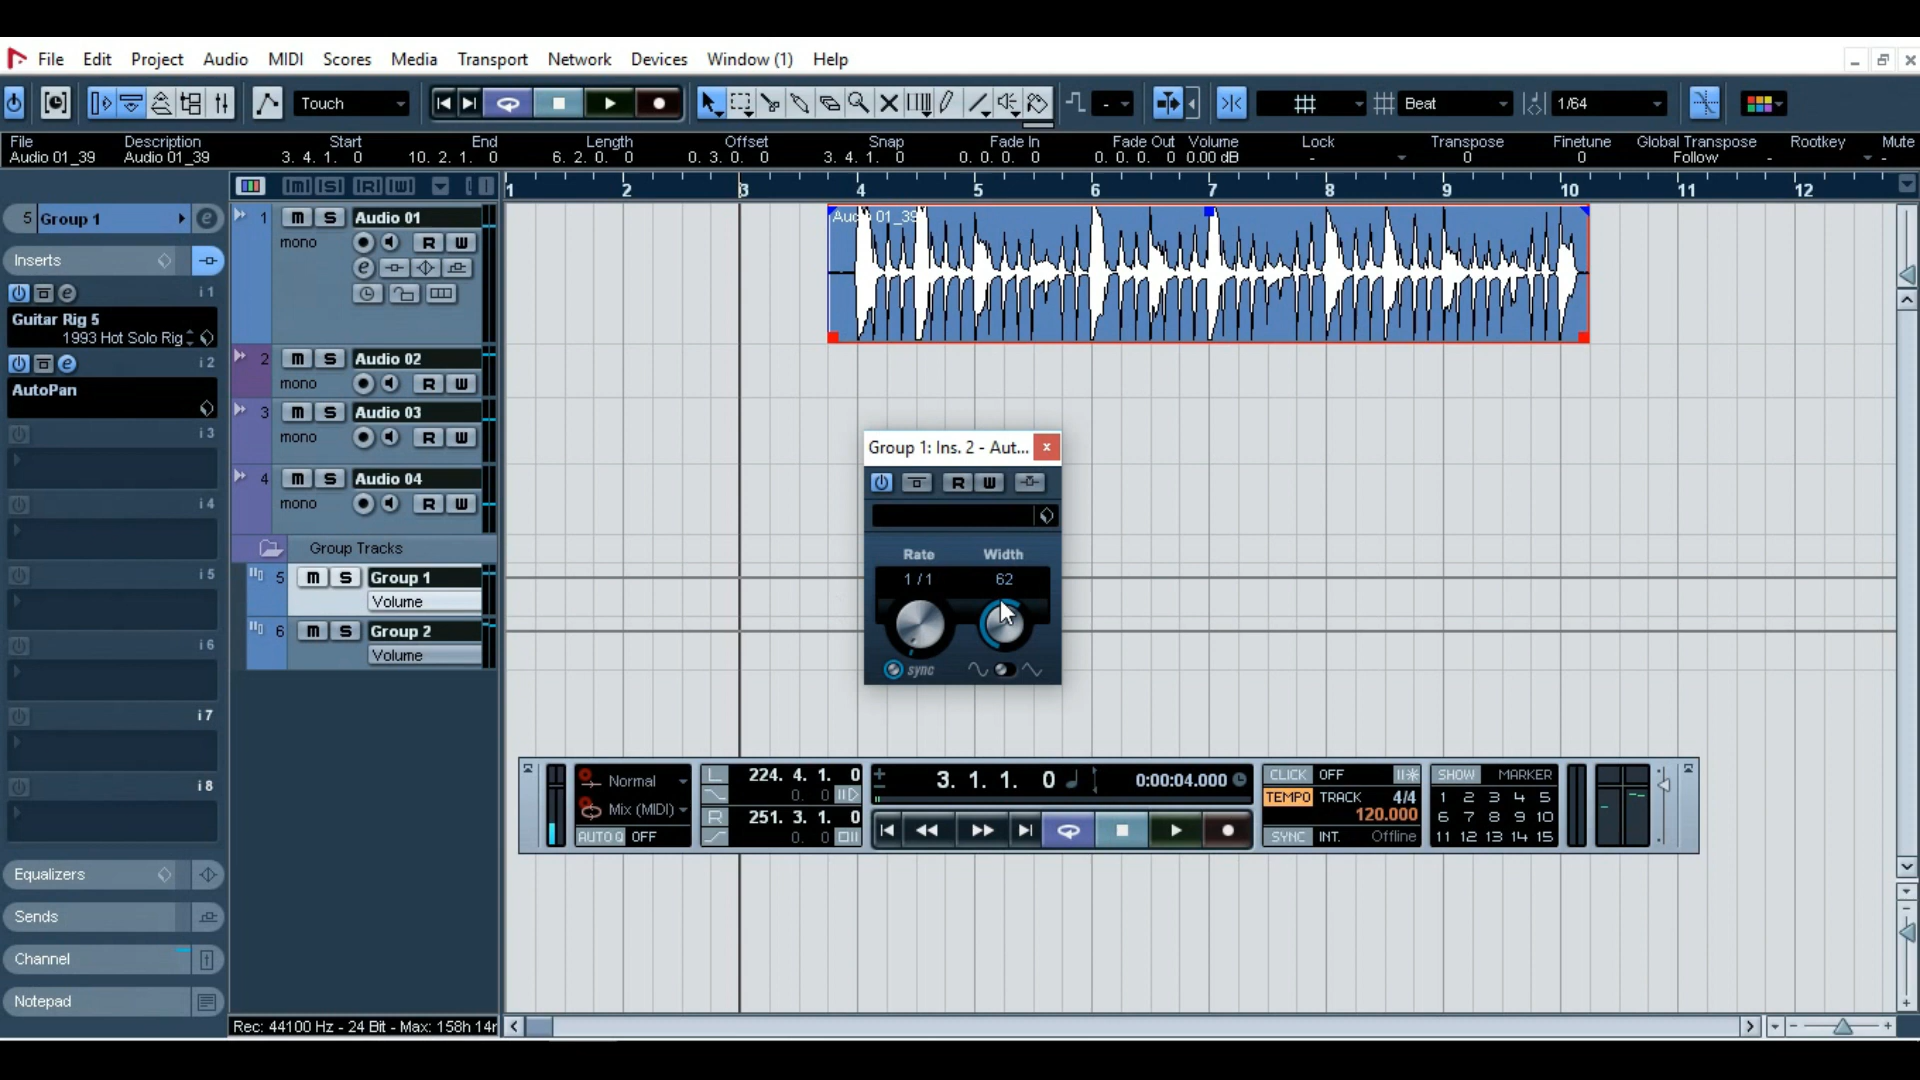 File Edit Project Audio MIDI Scores Media Transport Network Devices Window (1) Help
Touch - Beat 1/64
File Description Start End Length Offset Snap Fade In Fade Out Volume Lock Transpose Finetune Global Transpose Rootkey Mute
Audio 01_39 Audio 01_39 3. 4. 1. 0 10. 2. 1. 0 6. 2. 0. 0 0. 3. 0. 0 3. 4. 1. 0 0. 0. 0. 0 0. 0. 0. 0 0.00 dB - 0 0 Follow - -
M S R W
1 2 3 4 5 6 7 8 9 10 11 12
5 Group 1 e
Inserts
e i 1
Guitar Rig 5
1993 Hot Solo Rig
e i 2
AutoPan
i 3
i 4
i 5
i 6
i 7
i 8
Equalizers
Sends
Channel
Notepad
1 m S Audio 01
mono R W
e
2 m S Audio 02
mono R W
3 m S Audio 03
mono R W
4 m S Audio 04
mono R W
Group Tracks
5 m S Group 1
Volume
6 m S Group 2
Volume
Rec: 44100 Hz - 24 Bit - Max: 158h 14
Audio 01_39
Group 1: Ins. 2 - Aut... x
R W
Rate Width
1 / 1 62
sync
Normal
Mix (MIDI)
AUTO Q OFF
L 224. 4. 1. 0
0. 0
R 251. 3. 1. 0
0. 0
3. 1. 1. 0 0:00:04.000
CLICK OFF
TEMPO TRACK 4/4
120.000
SYNC INT. Offline
SHOW MARKER
1 2 3 4 5
6 7 8 9 10
11 12 13 14 15